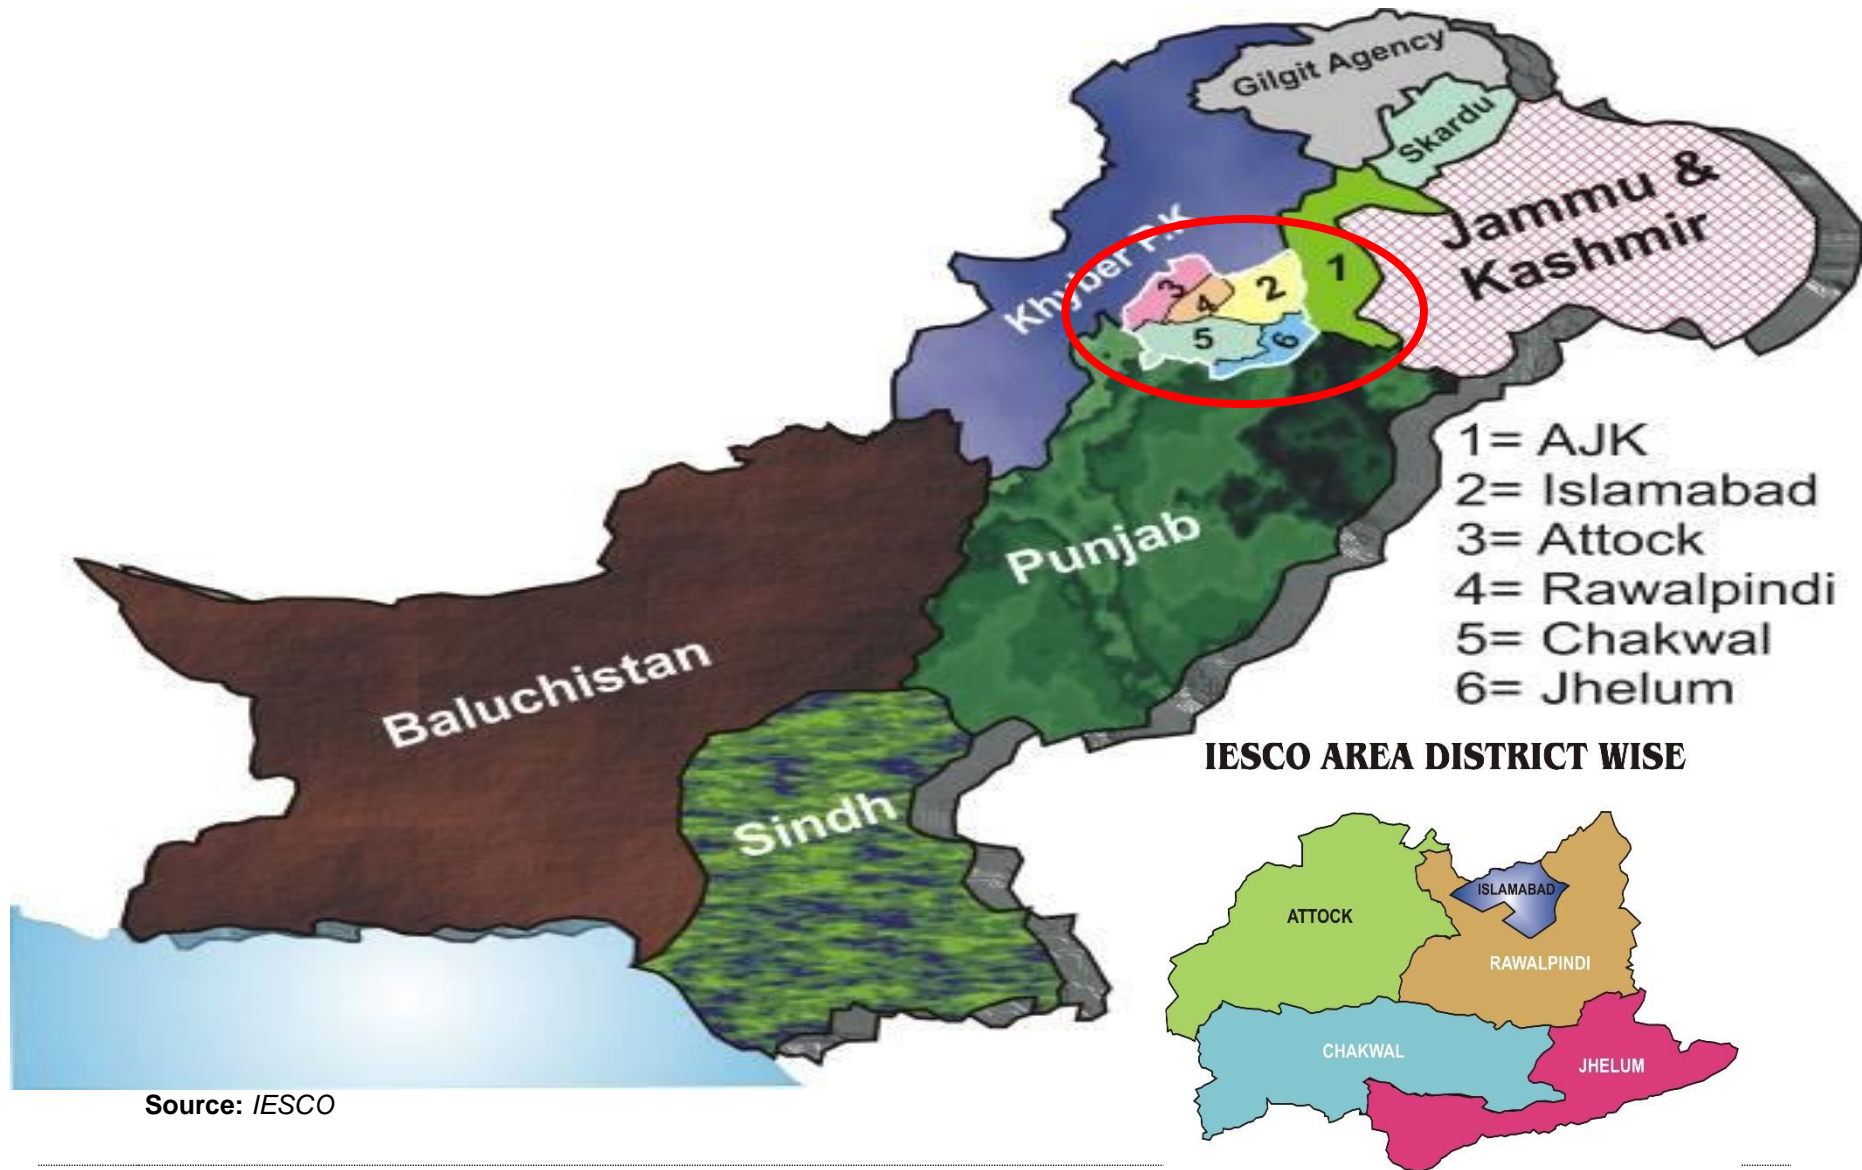 Gilgit Agency
Skardu
Jammu &
Kashmir
Khyber P.K
1
2
3
4
5
6
1= AJK
2= Islamabad
3= Attock
4= Rawalpindi
5= Chakwal
6= Jhelum
Punjab
Baluchistan
Sindh
IESCO AREA DISTRICT WISE
ISLAMABAD
ATTOCK
RAWALPINDI
CHAKWAL
JHELUM
Source: IESCO